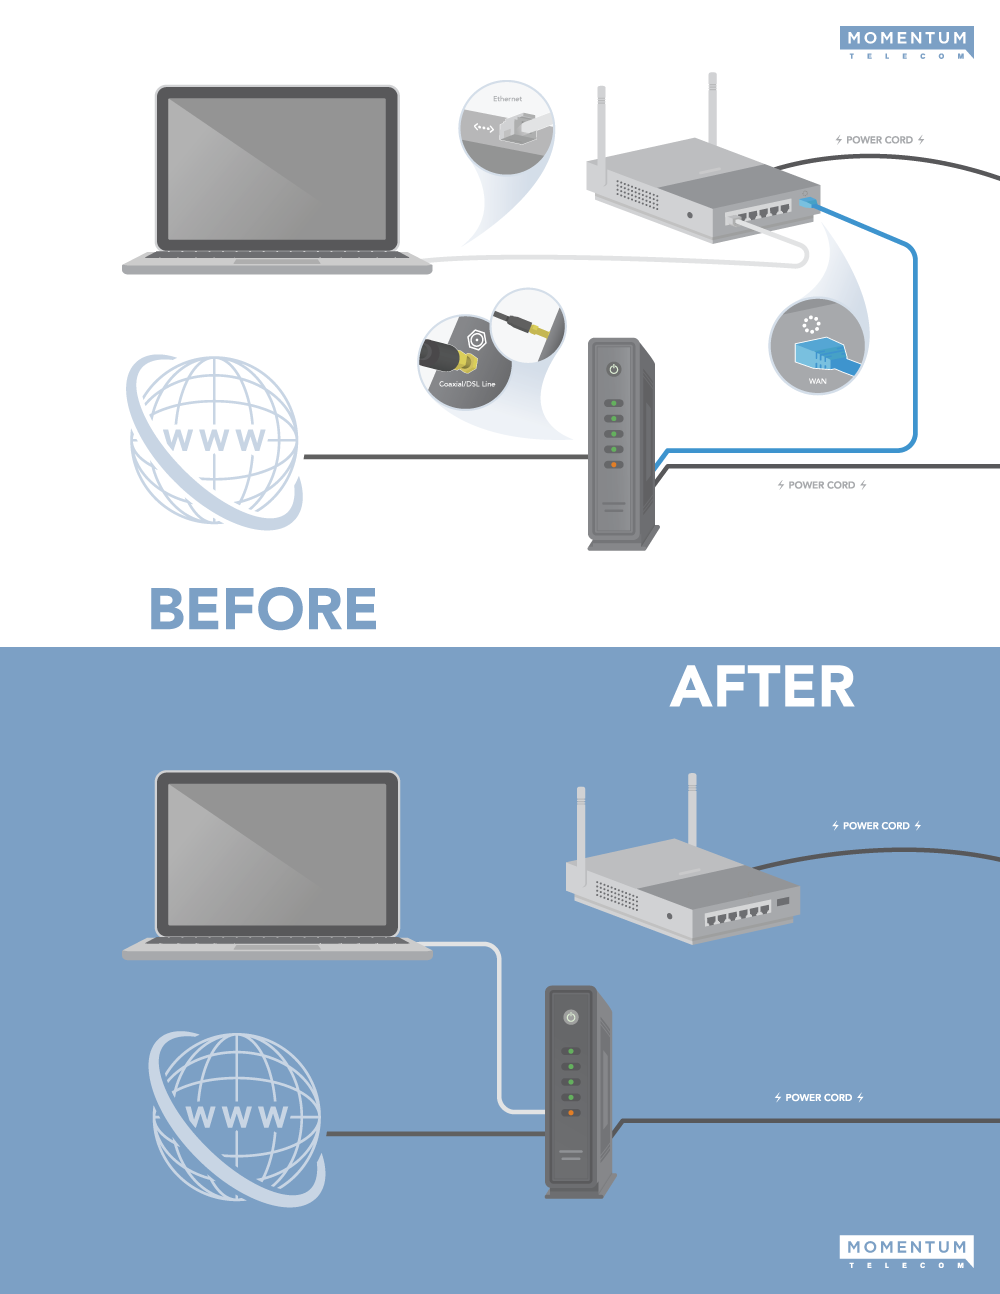 MOMENTUM
TELECOM
Ethernet
POWER CORD
Coaxial/DSL Line
WAN
WWW
POWER CORD
BEFORE
AFTER
POWER CORD
POWER CORD
WWW
MOMENTUM
TELECOM